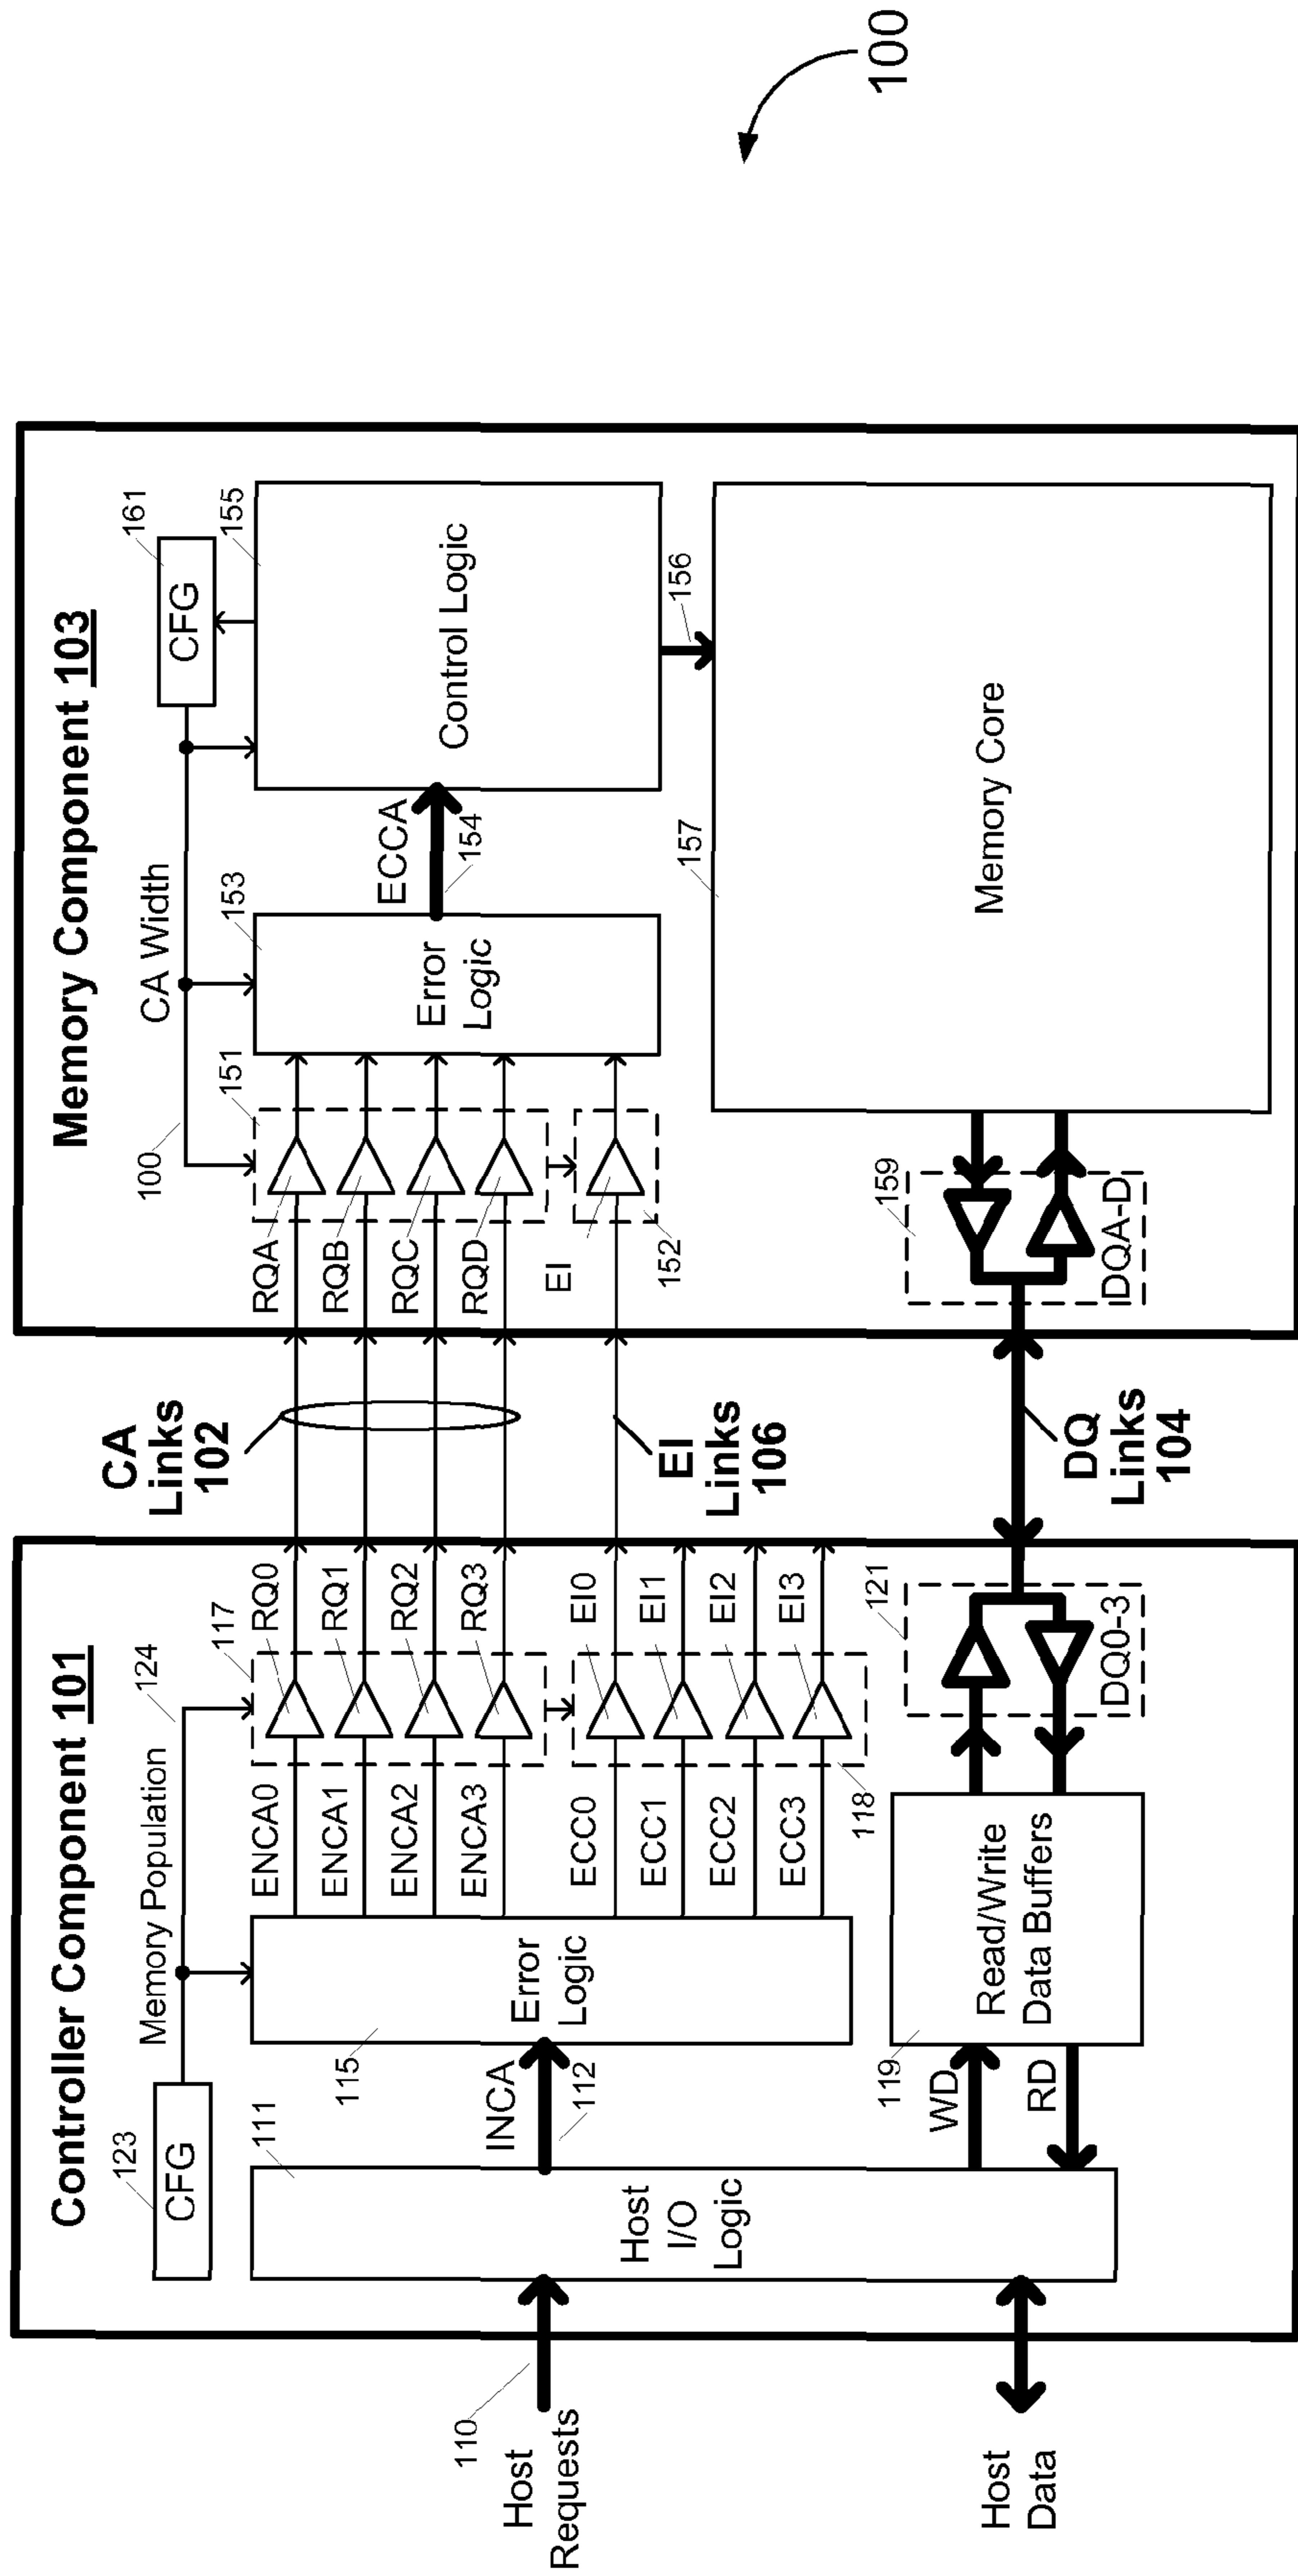 Controller Component 101
123
CFG
Memory Population
124
117
111
115
Host
I/O
Logic
INCA
112
Error
Logic
ENCA0
ENCA1
ENCA2
ENCA3
ECC0
ECC1
ECC2
ECC3
118
RQ0
RQ1
RQ2
RQ3
EI0
EI1
EI2
EI3
WD
RD
119
Read/Write
Data Buffers
121
DQ0-3
110
Host
Requests
Host
Data
CA
Links
102
EI
Links
106
DQ
Links
104
Memory Component 103
100
CA Width
161
CFG
151
153
155
RQA
RQB
RQC
RQD
EI
152
Error
Logic
ECCA
154
Control Logic
156
157
Memory Core
159
DQA-D
100